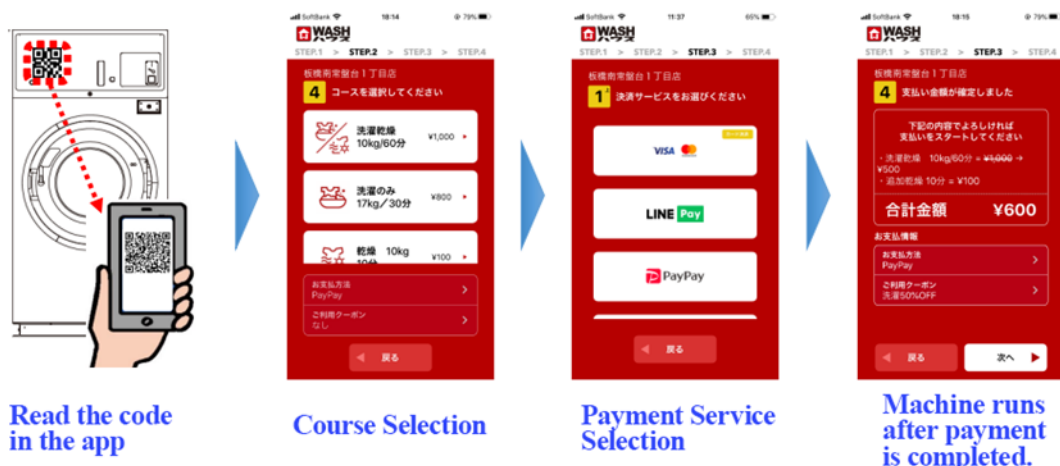 SoftBank 18:14 79%
WASH
ハウス
STEP.1 > STEP.2 > STEP.3 > STEP.4
板橋南常盤台1丁目店
4 コースを選択してください
洗濯乾燥
10kg/60分 ¥1,000
洗濯のみ
17kg/30分 ¥800
乾燥 10kg
10分 ¥100
お支払方法
PayPay
ご利用クーポン
なし
戻る
SoftBank 11:37 65%
WASH
ハウス
STEP.1 > STEP.2 > STEP.3 > STEP.4
板橋南常盤台1丁目店
1 決済サービスをお選びください
VISA
LINE Pay
PayPay
戻る
SoftBank 18:15 79%
WASH
ハウス
STEP.1 > STEP.2 > STEP.3 > STEP.4
板橋南常盤台1丁目店
4 支払い金額が確定しました
下記の内容でよろしければ
支払いをスタートしてください
・洗濯乾燥 10kg/60分 = ¥1,000 →
¥500
・追加乾燥 10分 = ¥100
合計金額 ¥600
お支払情報
お支払方法
PayPay
ご利用クーポン
洗濯50%OFF
戻る 次へ
Read the code
in the app
Course Selection
Payment Service
Selection
Machine runs
after payment
is completed.